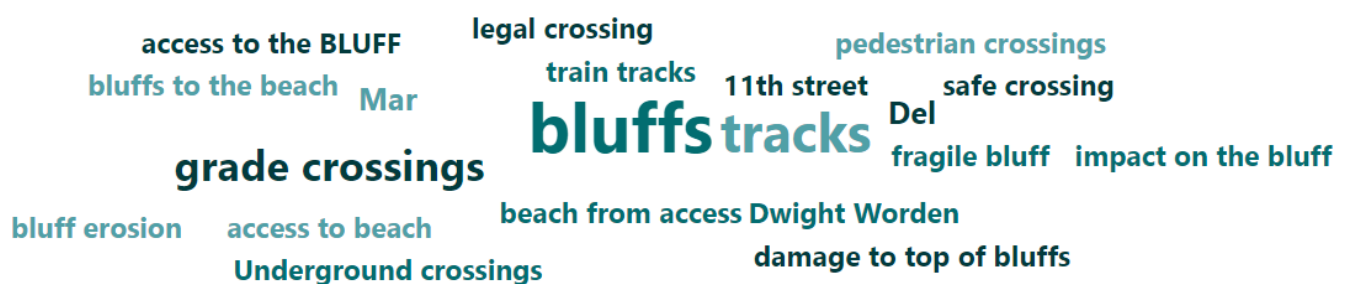 legal crossing
access to the BLUFF
pedestrian crossings
train tracks
bluffs to the beach
11th street
safe crossing
Mar
Del
bluffs
tracks
fragile bluff
impact on the bluff
grade crossings
beach from access
Dwight Worden
bluff erosion
access to beach
damage to top of bluffs
Underground crossings